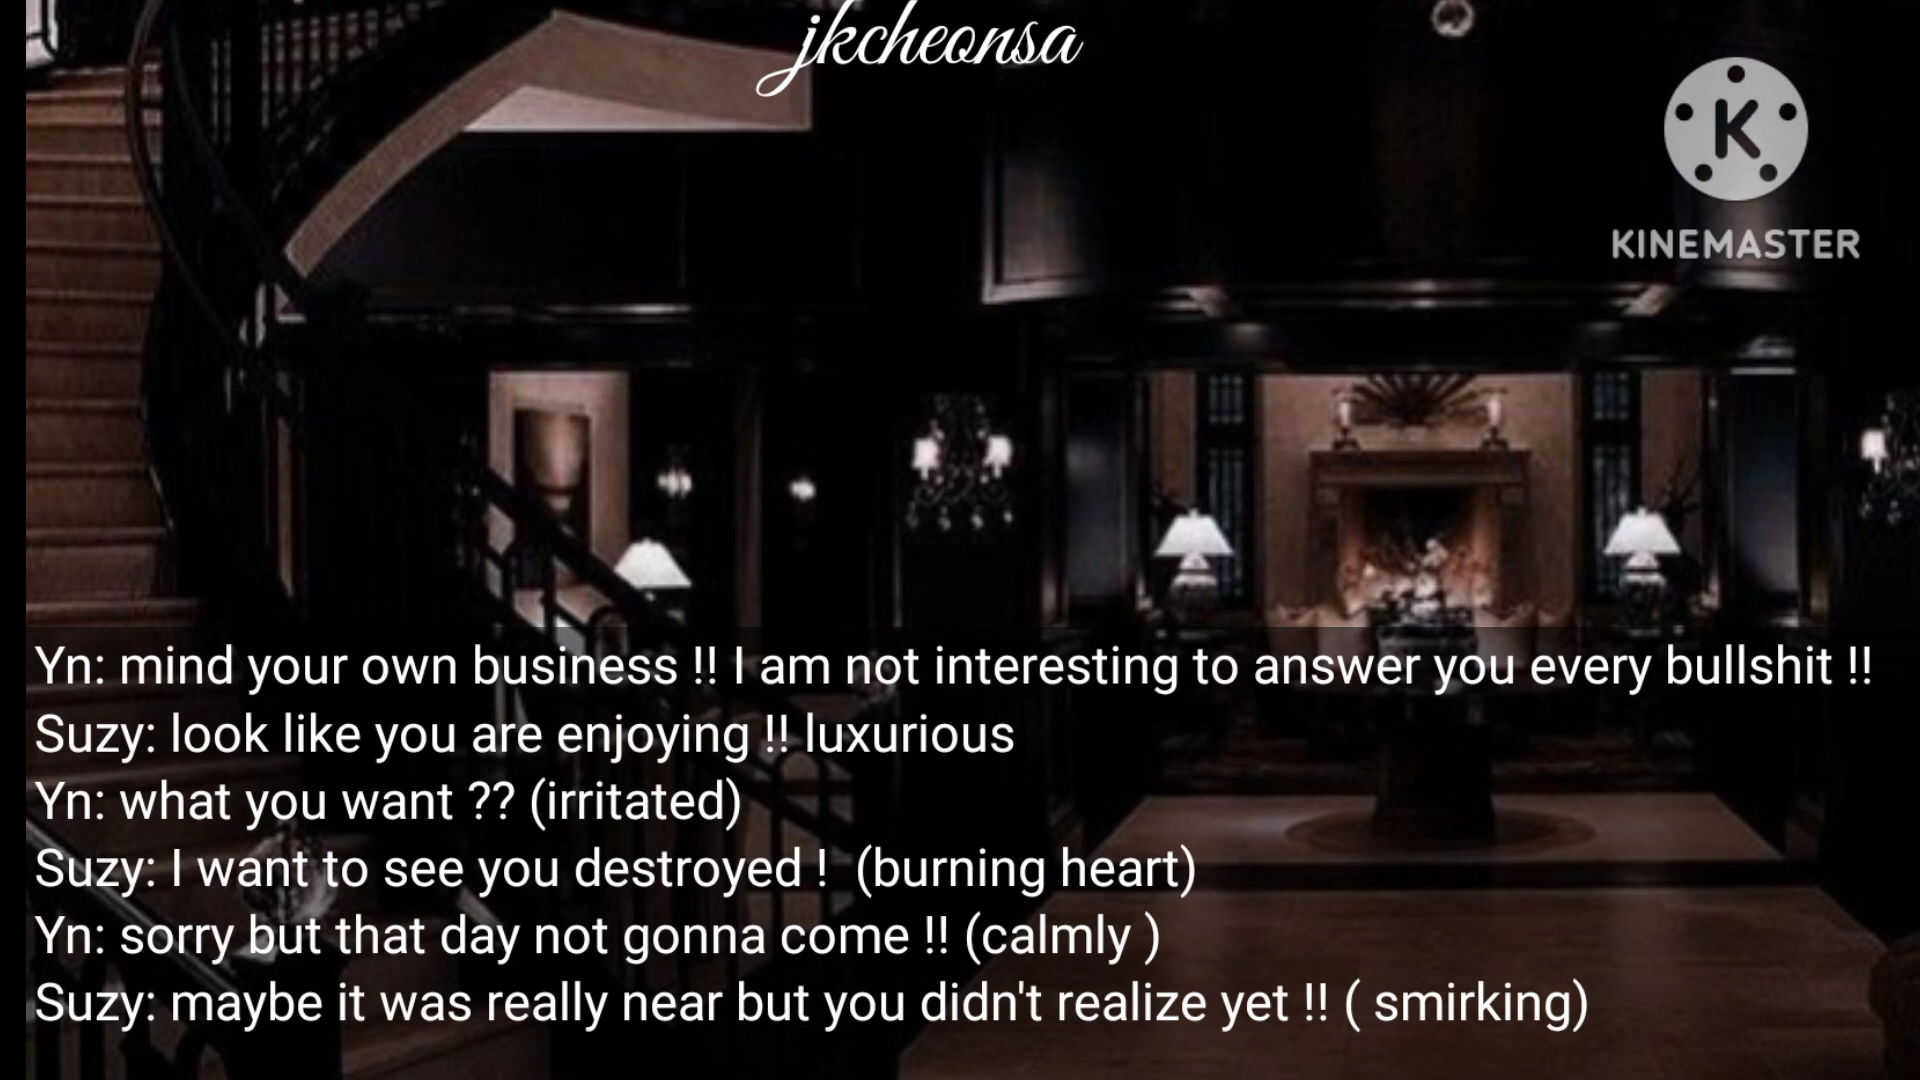 jkcheonsa
K
KINEMASTER
Yn: mind your own business !! I am not interesting to answer you every bullshit !!
Suzy: look like you are enjoying !! luxurious
Yn: what you want ?? (irritated)
Suzy: I want to see you destroyed !  (burning heart)
Yn: sorry but that day not gonna come !! (calmly )
Suzy: maybe it was really near but you didn't realize yet !! ( smirking)